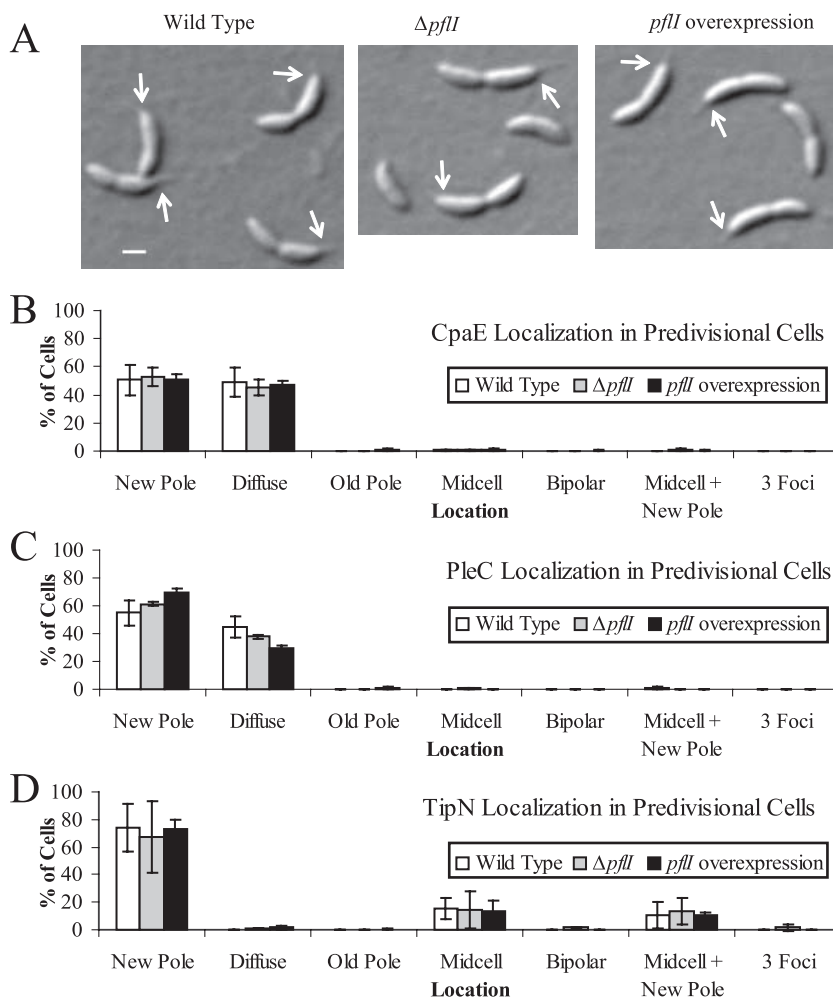 A
Wild Type
ΔpflI
pflI overexpression
B
CpaE Localization in Predivisional Cells
Wild Type
ΔpflI
pflI overexpression
% of Cells
100
80
60
40
20
0
New Pole
Diffuse
Old Pole
Midcell
Bipolar
Midcell +
New Pole
3 Foci
Location
C
PleC Localization in Predivisional Cells
Wild Type
ΔpflI
pflI overexpression
% of Cells
100
80
60
40
20
0
New Pole
Diffuse
Old Pole
Midcell
Bipolar
Midcell +
New Pole
3 Foci
Location
D
TipN Localization in Predivisional Cells
Wild Type
ΔpflI
pflI overexpression
% of Cells
100
80
60
40
20
0
New Pole
Diffuse
Old Pole
Midcell
Bipolar
Midcell +
New Pole
3 Foci
Location